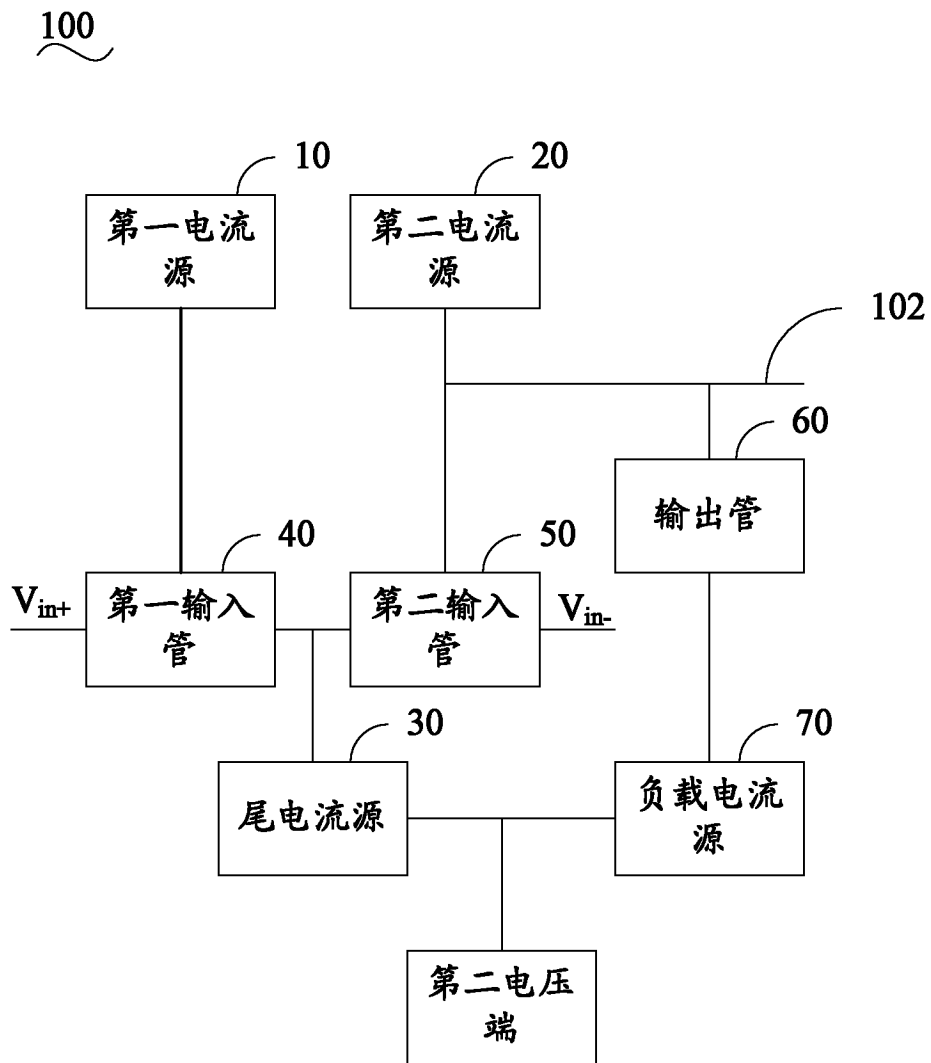 100
10
20
第一电流
源
第二电流
源
102
60
输出管
40
50
V_in+
第一输入
管
第二输入
管
V_in-
30
70
尾电流源
负载电流
源
第二电压
端